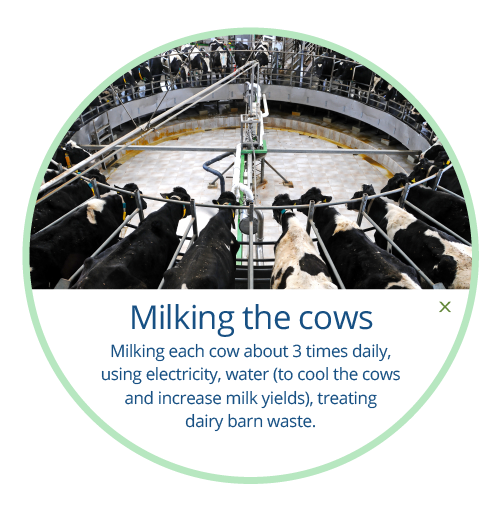 Milking the cows
Milking each cow about 3 times daily,
using electricity, water (to cool the cows
and increase milk yields), treating
dairy barn waste.